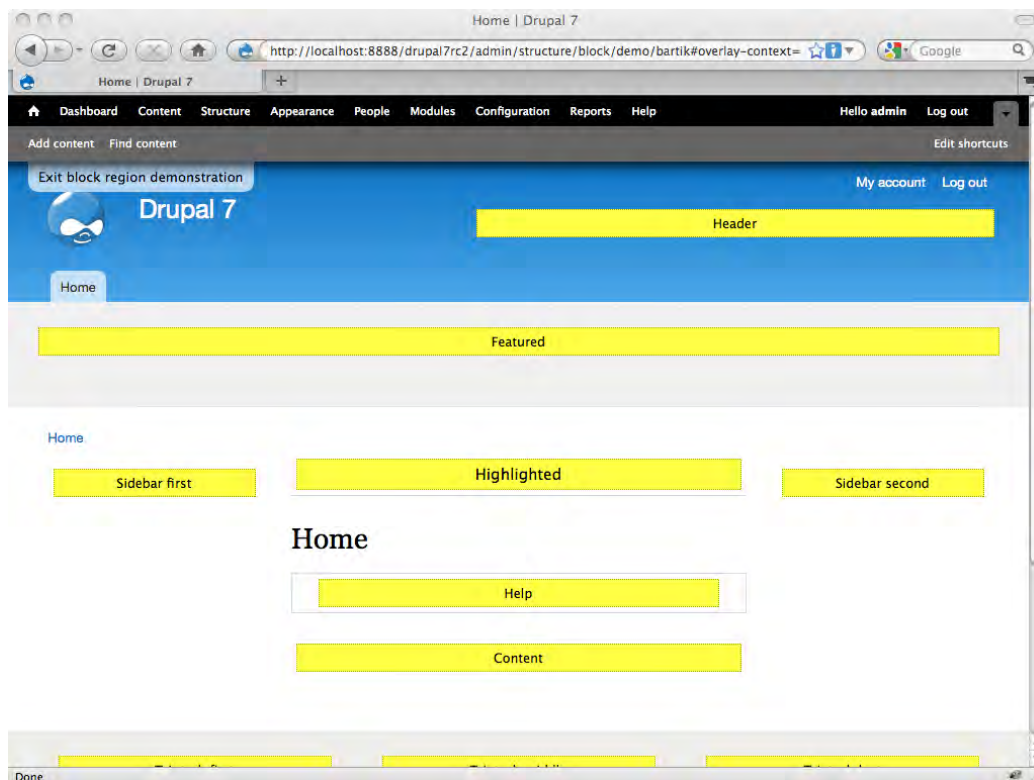 Home | Drupal 7
http://localhost:8888/drupal7rc2/admin/structure/block/demo/bartik#overlay-context=
Google
Home | Drupal 7
Dashboard Content Structure Appearance People Modules Configuration Reports Help Hello admin Log out
Add content Find content Edit shortcuts
Exit block region demonstration
My account Log out
Drupal 7
Header
Home
Featured
Home
Sidebar first Highlighted Sidebar second
Home
Help
Content
Done